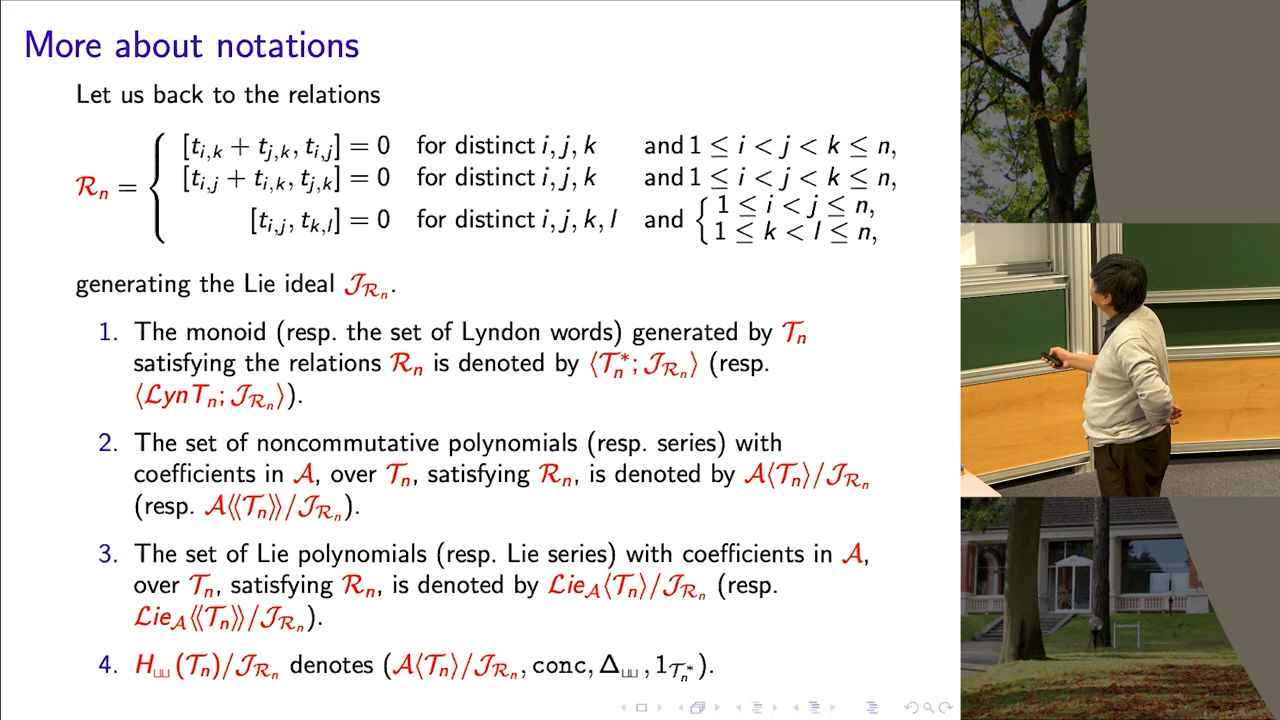 More about notations
Let us back to the relations
[t_{i,k} + t_{j,k}, t_{i,j}] = 0 for distinct i, j, k and 1 ≤ i < j < k ≤ n,
ℛ_n = { [t_{i,j} + t_{i,k}, t_{j,k}] = 0 for distinct i, j, k and 1 ≤ i < j < k ≤ n,
[t_{i,j}, t_{k,l}] = 0 for distinct i, j, k, l and { 1 ≤ i < j ≤ n,
1 ≤ k < l ≤ n,
generating the Lie ideal 𝒥_{ℛ_n}.
1. The monoid (resp. the set of Lyndon words) generated by 𝒯_n
satisfying the relations ℛ_n is denoted by ⟨𝒯_n^*; 𝒥_{ℛ_n}⟩ (resp.
⟨ℒyn𝒯_n; 𝒥_{ℛ_n}⟩).
2. The set of noncommutative polynomials (resp. series) with
coefficients in 𝒜, over 𝒯_n, satisfying ℛ_n, is denoted by 𝒜⟨𝒯_n⟩/𝒥_{ℛ_n}
(resp. 𝒜⟪𝒯_n⟫/𝒥_{ℛ_n}).
3. The set of Lie polynomials (resp. Lie series) with coefficients in 𝒜,
over 𝒯_n, satisfying ℛ_n, is denoted by ℒie_𝒜⟨𝒯_n⟩/𝒥_{ℛ_n} (resp.
ℒie_𝒜⟪𝒯_n⟫/𝒥_{ℛ_n}).
4. H_⧢(𝒯_n)/𝒥_{ℛ_n} denotes (𝒜⟨𝒯_n⟩/𝒥_{ℛ_n}, conc, Δ_⧢, 1_{𝒯_n^*}).